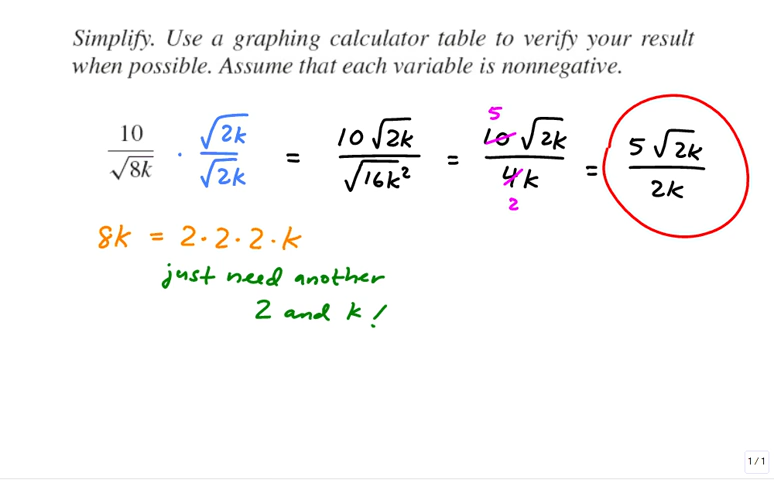 Simplify. Use a graphing calculator table to verify your result
when possible. Assume that each variable is nonnegative.
10/√8k · √2k/√2k = 10√2k/√16k² = 5 10√2k/4k 2 = 5√2k/2k
8k = 2·2·2·k
just need another
2 and k!
1/1